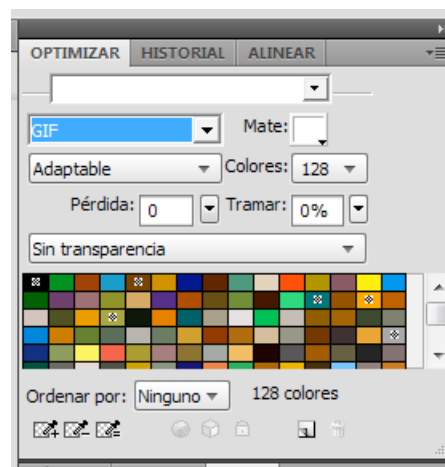 OPTIMIZAR HISTORIAL ALINEAR
GIF Mate:
Adaptable Colores: 128
Pérdida: 0 Tramar: 0%
Sin transparencia
Ordenar por: Ninguno 128 colores